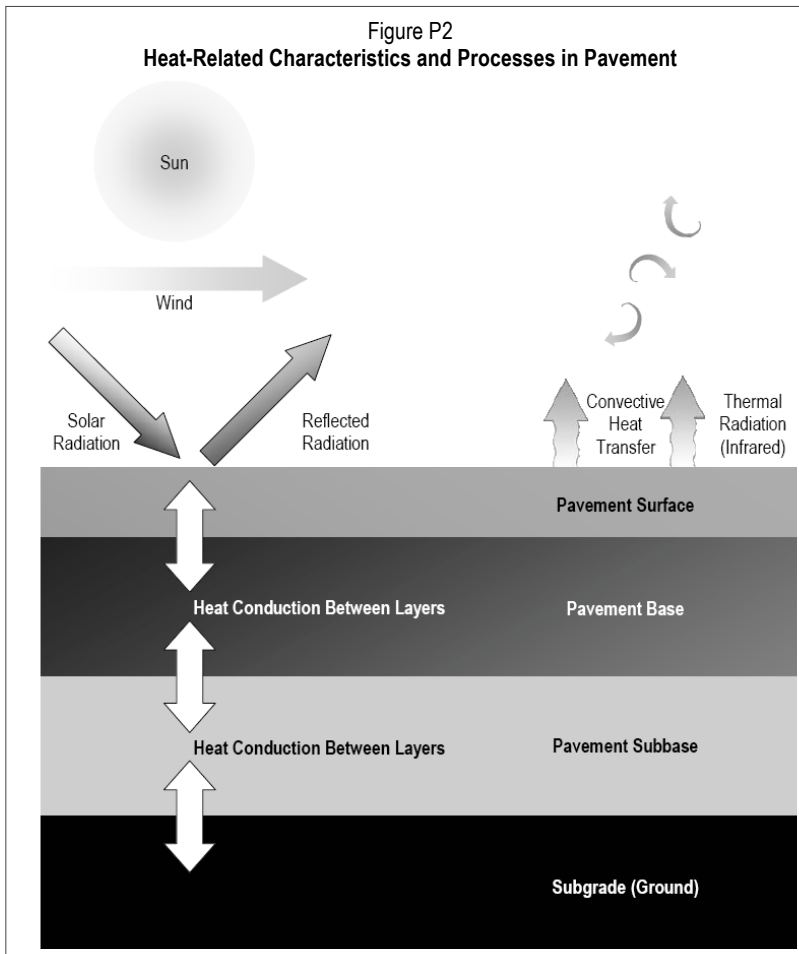 Figure P2
Heat-Related Characteristics and Processes in Pavement
Sun
Wind
Solar
Radiation
Reflected
Radiation
Convective
Heat
Transfer
Thermal
Radiation
(Infrared)
Pavement Surface
Heat Conduction Between Layers
Pavement Base
Heat Conduction Between Layers
Pavement Subbase
Subgrade (Ground)